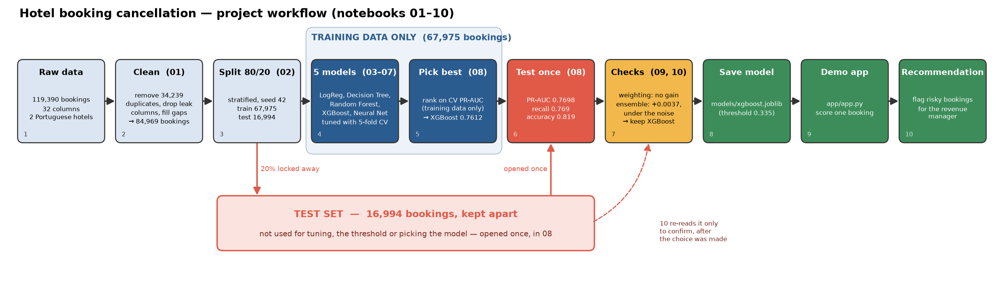 Hotel booking cancellation — project workflow (notebooks 01–10)
TRAINING DATA ONLY (67,975 bookings)
Raw data
119,390 bookings
32 columns
2 Portuguese hotels
1
Clean (01)
remove 34,239
duplicates, drop leak
columns, fill gaps
→ 84,969 bookings
2
Split 80/20 (02)
stratified, seed 42
train 67,975
test 16,994
3
5 models (03–07)
LogReg, Decision Tree,
Random Forest,
XGBoost, Neural Net
tuned with 5-fold CV
4
Pick best (08)
rank on CV PR-AUC
(training data only)
→ XGBoost 0.7612
5
Test once (08)
PR-AUC 0.7698
recall 0.769
accuracy 0.819
6
Checks (09, 10)
weighting: no gain
ensemble: +0.0037,
under the noise
→ keep XGBoost
7
Save model
models/xgboost.joblib
(threshold 0.335)
8
Demo app
app/app.py
score one booking
9
Recommendation
flag risky bookings
for the revenue
manager
10
20% locked away
opened once
TEST SET — 16,994 bookings, kept apart
not used for tuning, the threshold or picking the model — opened once, in 08
10 re-reads it only
to confirm, after
the choice was made